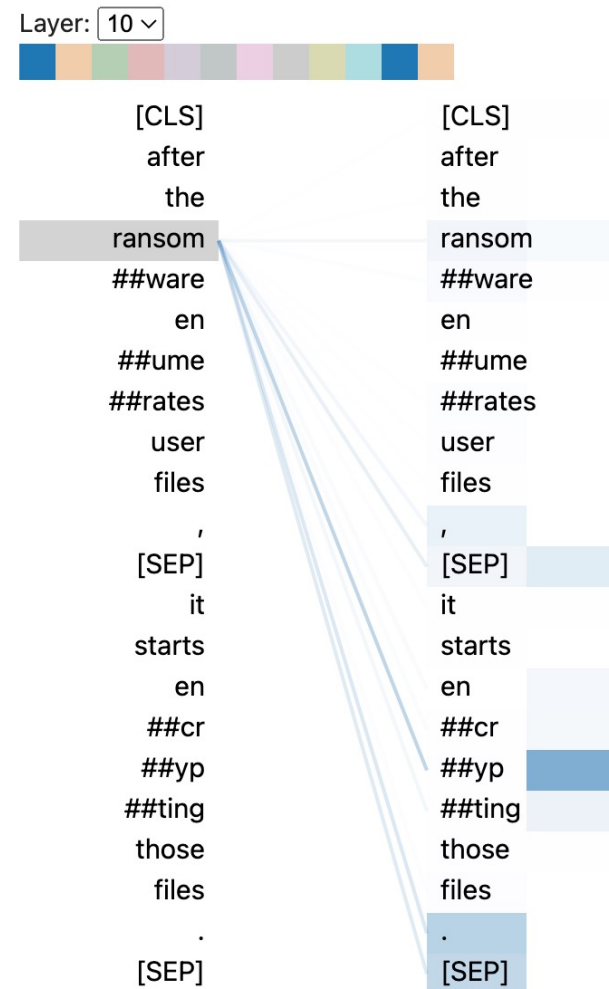 Layer: 10
[CLS] [CLS]
after after
the the
ransom ransom
##ware ##ware
en en
##ume ##ume
##rates ##rates
user user
files files
, ,
[SEP] [SEP]
it it
starts starts
en en
##cr ##cr
##yp ##yp
##ting ##ting
those those
files files
. .
[SEP] [SEP]